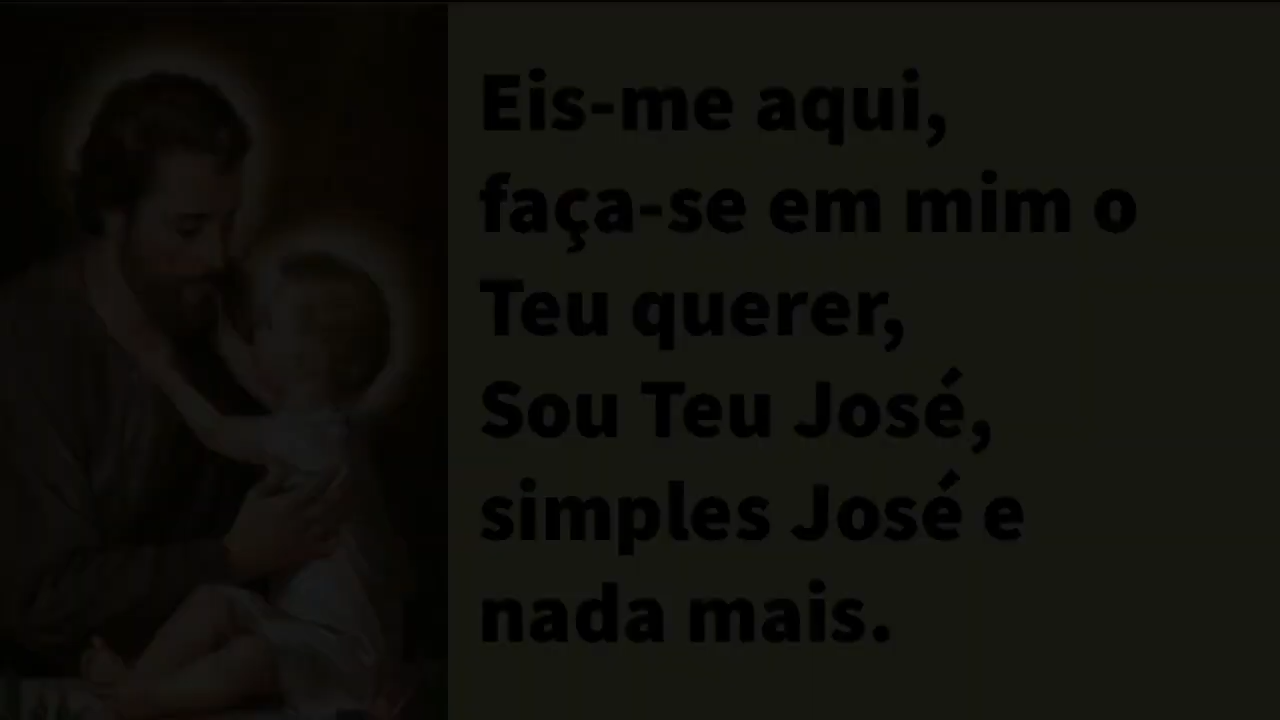 Eis-me aqui,
faça-se em mim o
Teu querer,
Sou Teu José,
simples José e
nada mais.